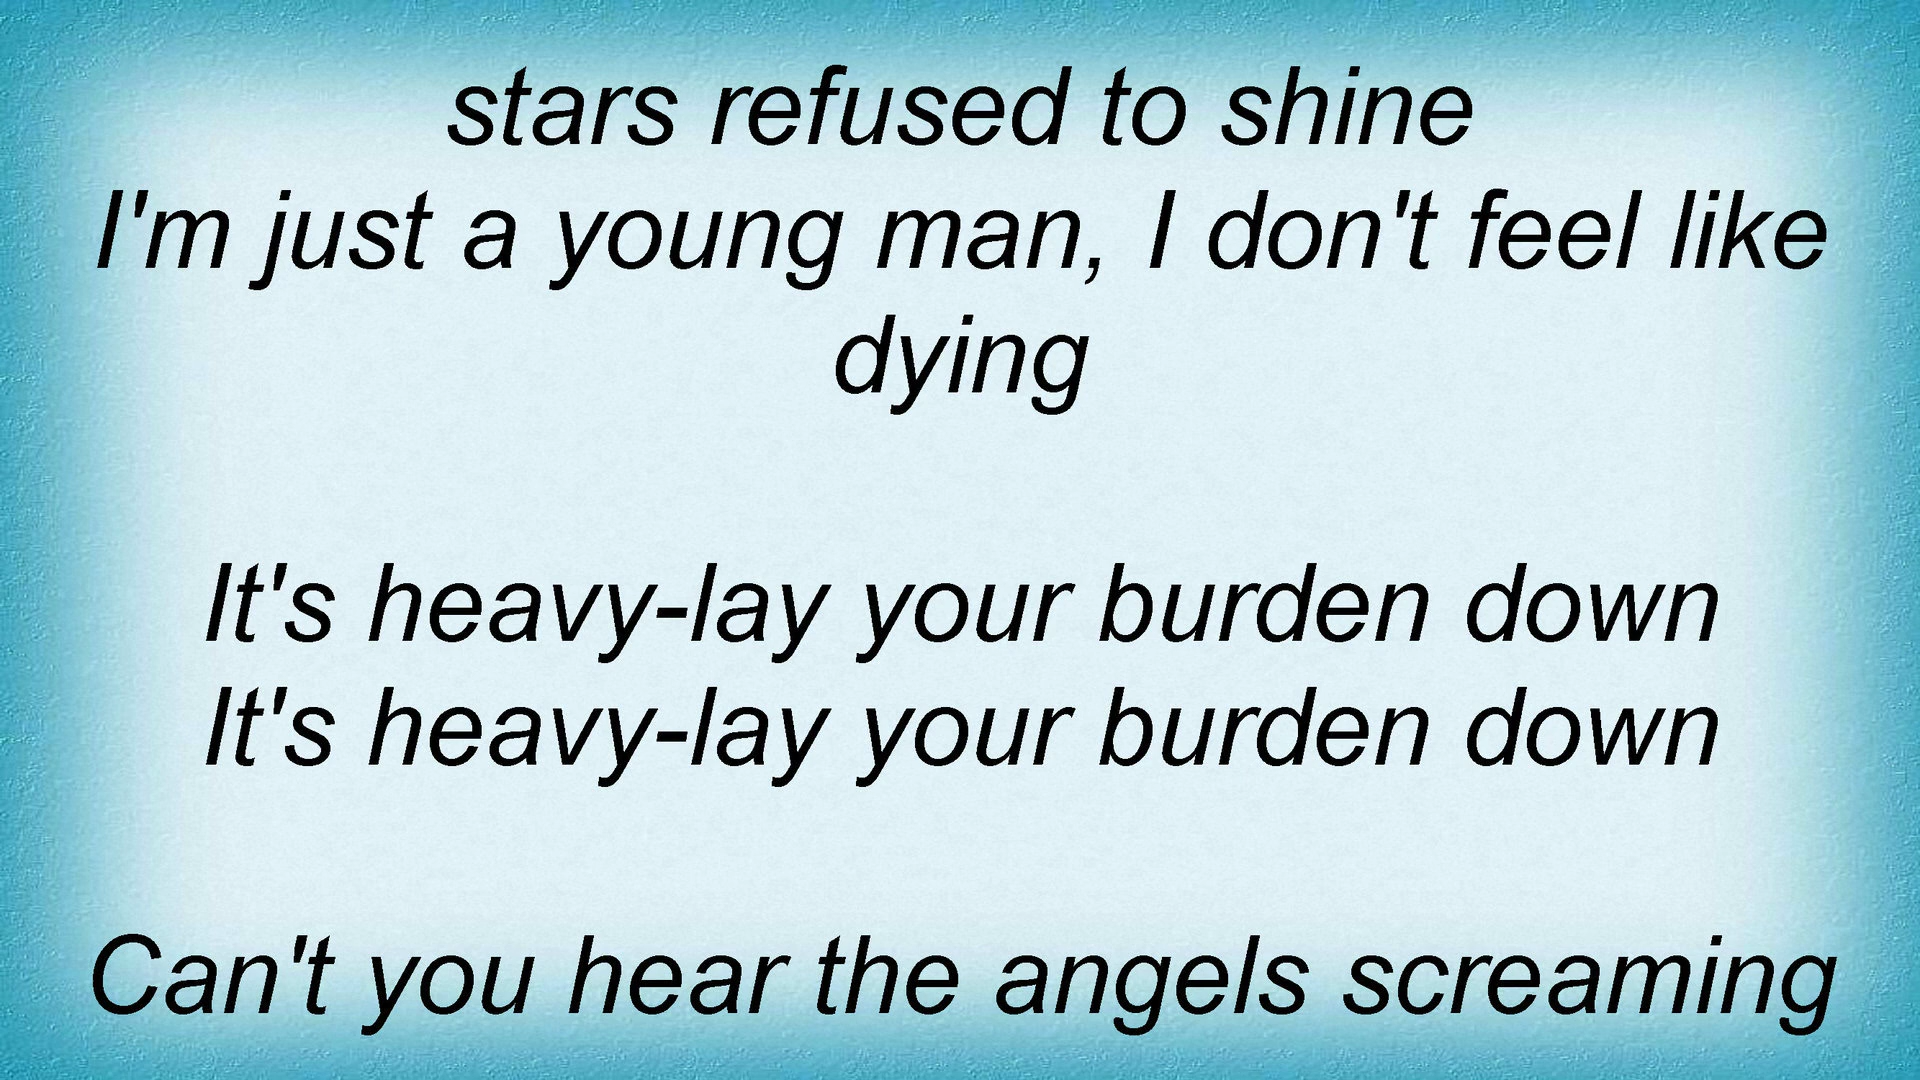 stars refused to shine
I'm just a young man, I don't feel like
dying
It's heavy-lay your burden down
It's heavy-lay your burden down
Can't you hear the angels screaming